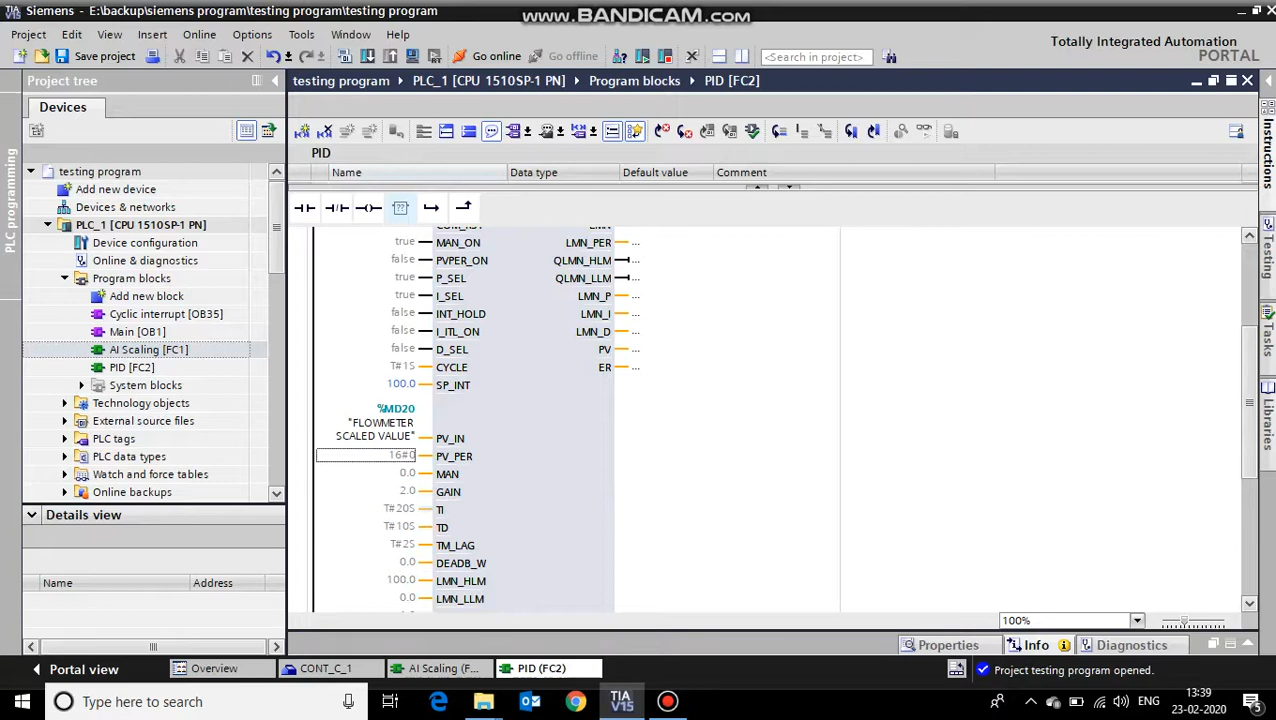 TIA
V15
Siemens - E:\backup\siemens program\testing program\testing program
www.BANDICAM.com
Project Edit View Insert Online Options Tools Window Help
Totally Integrated Automation
PORTAL
Save project
Go online
Go offline
<Search in project>
Project tree
testing program
PLC_1 [CPU 1510SP-1 PN]
Program blocks
PID [FC2]
Devices
PLC programming
PID
Name Data type Default value Comment
testing program
Add new device
Devices & networks
PLC_1 [CPU 1510SP-1 PN]
Device configuration
Online & diagnostics
Program blocks
Add new block
Cyclic interrupt [OB35]
Main [OB1]
AI Scaling [FC1]
PID [FC2]
System blocks
Technology objects
External source files
PLC tags
PLC data types
Watch and force tables
Online backups
Details view
Name Address
true MAN_ON LMN_PER ...
false PVPER_ON QLMN_HLM ...
true P_SEL QLMN_LLM ...
true I_SEL LMN_P ...
false INT_HOLD LMN_I ...
false I_ITL_ON LMN_D ...
false D_SEL PV ...
T#1S CYCLE ER ...
100.0 SP_INT
%MD20
"FLOWMETER
SCALED VALUE" PV_IN
16#0 PV_PER
0.0 MAN
2.0 GAIN
T#20S TI
T#10S TD
T#2S TM_LAG
0.0 DEADB_W
100.0 LMN_HLM
0.0 LMN_LLM
100%
Properties
Info
Diagnostics
Instructions
Testing
Tasks
Libraries
Portal view
Overview
CONT_C_1
AI Scaling (F...
PID (FC2)
Project testing program opened.
Type here to search
TIA
V15
ENG
13:39
23-02-2020
5